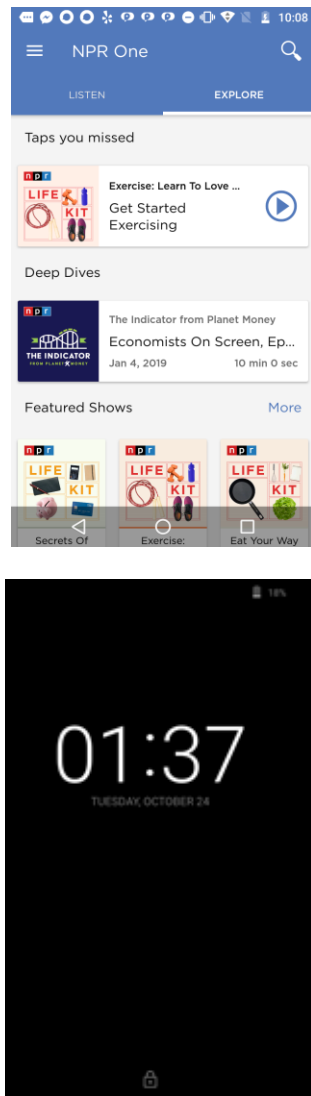 10:08
NPR One
LISTEN
EXPLORE
Taps you missed
npr
LIFE
KIT
Exercise: Learn To Love ...
Get Started
Exercising
Deep Dives
npr
THE INDICATOR
FROM PLANET MONEY
The Indicator from Planet Money
Economists On Screen, Ep...
Jan 4, 2019
10 min 0 sec
Featured Shows
More
npr
LIFE
KIT
Secrets Of
npr
LIFE
KIT
Exercise:
npr
LIFE
KIT
Eat Your Way
18%
01:37
TUESDAY, OCTOBER 24